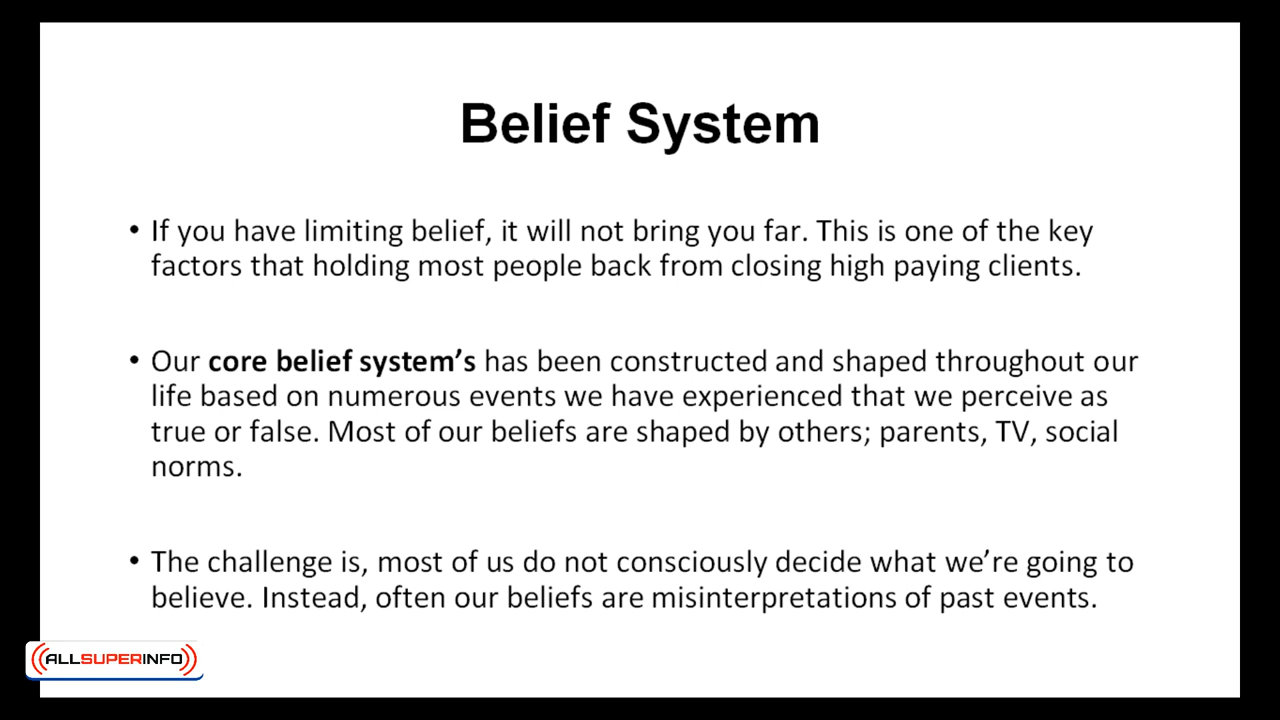 Belief System
• If you have limiting belief, it will not bring you far. This is one of the key
factors that holding most people back from closing high paying clients.
• Our core belief system’s has been constructed and shaped throughout our
life based on numerous events we have experienced that we perceive as
true or false. Most of our beliefs are shaped by others; parents, TV, social
norms.
• The challenge is, most of us do not consciously decide what we’re going to
believe. Instead, often our beliefs are misinterpretations of past events.
ALLSUPERINFO